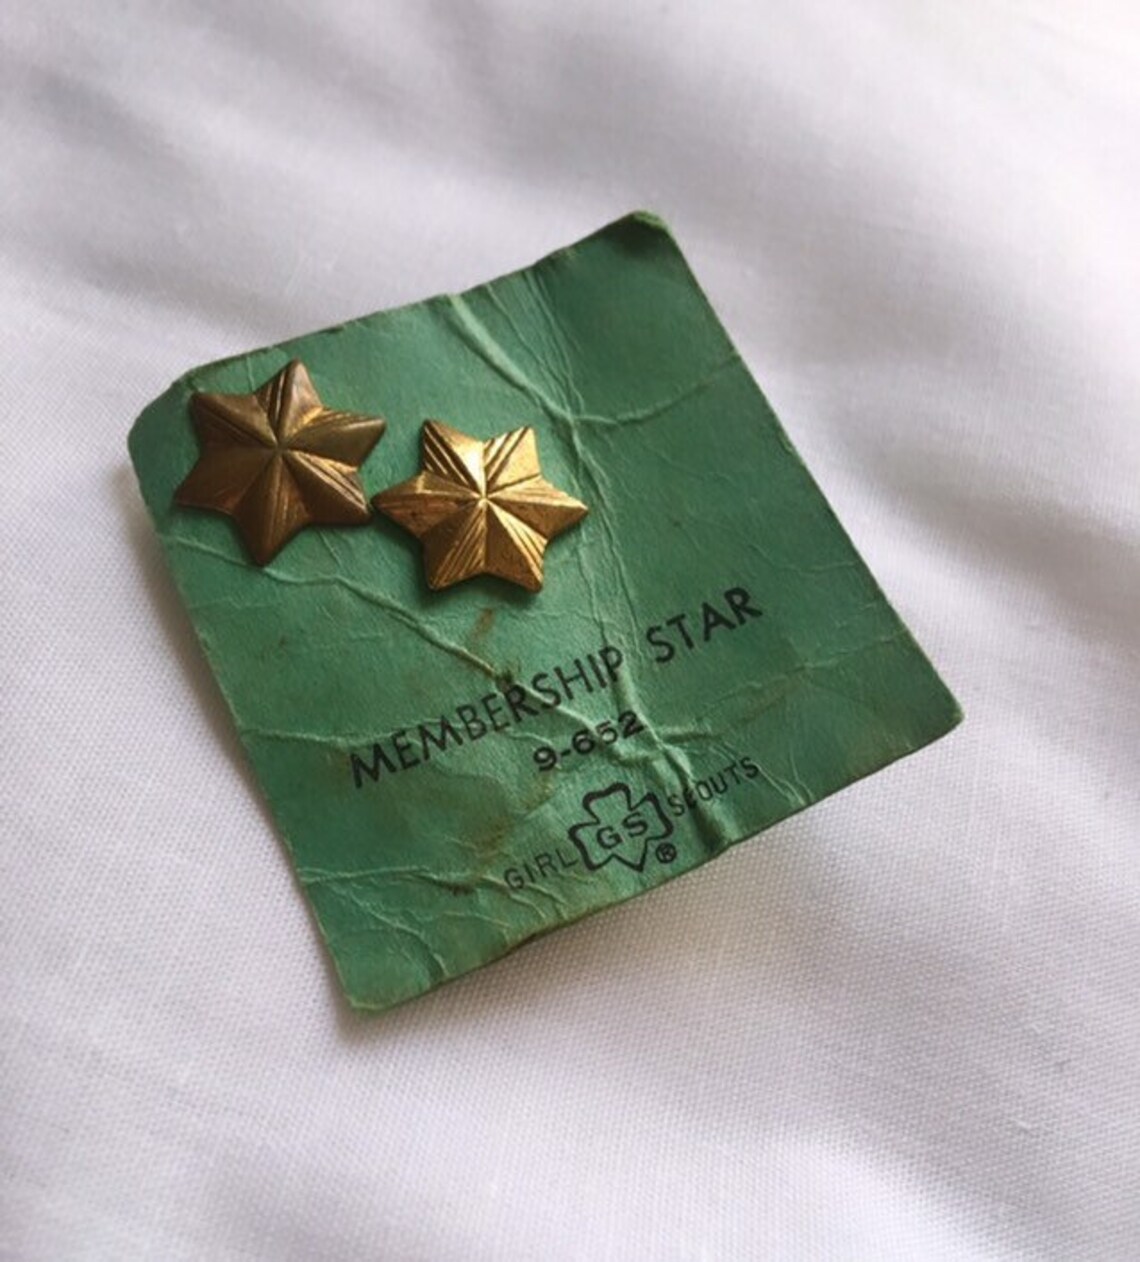 MEMBERSHIP STAR
9-652
GIRL GS SCOUTS
®